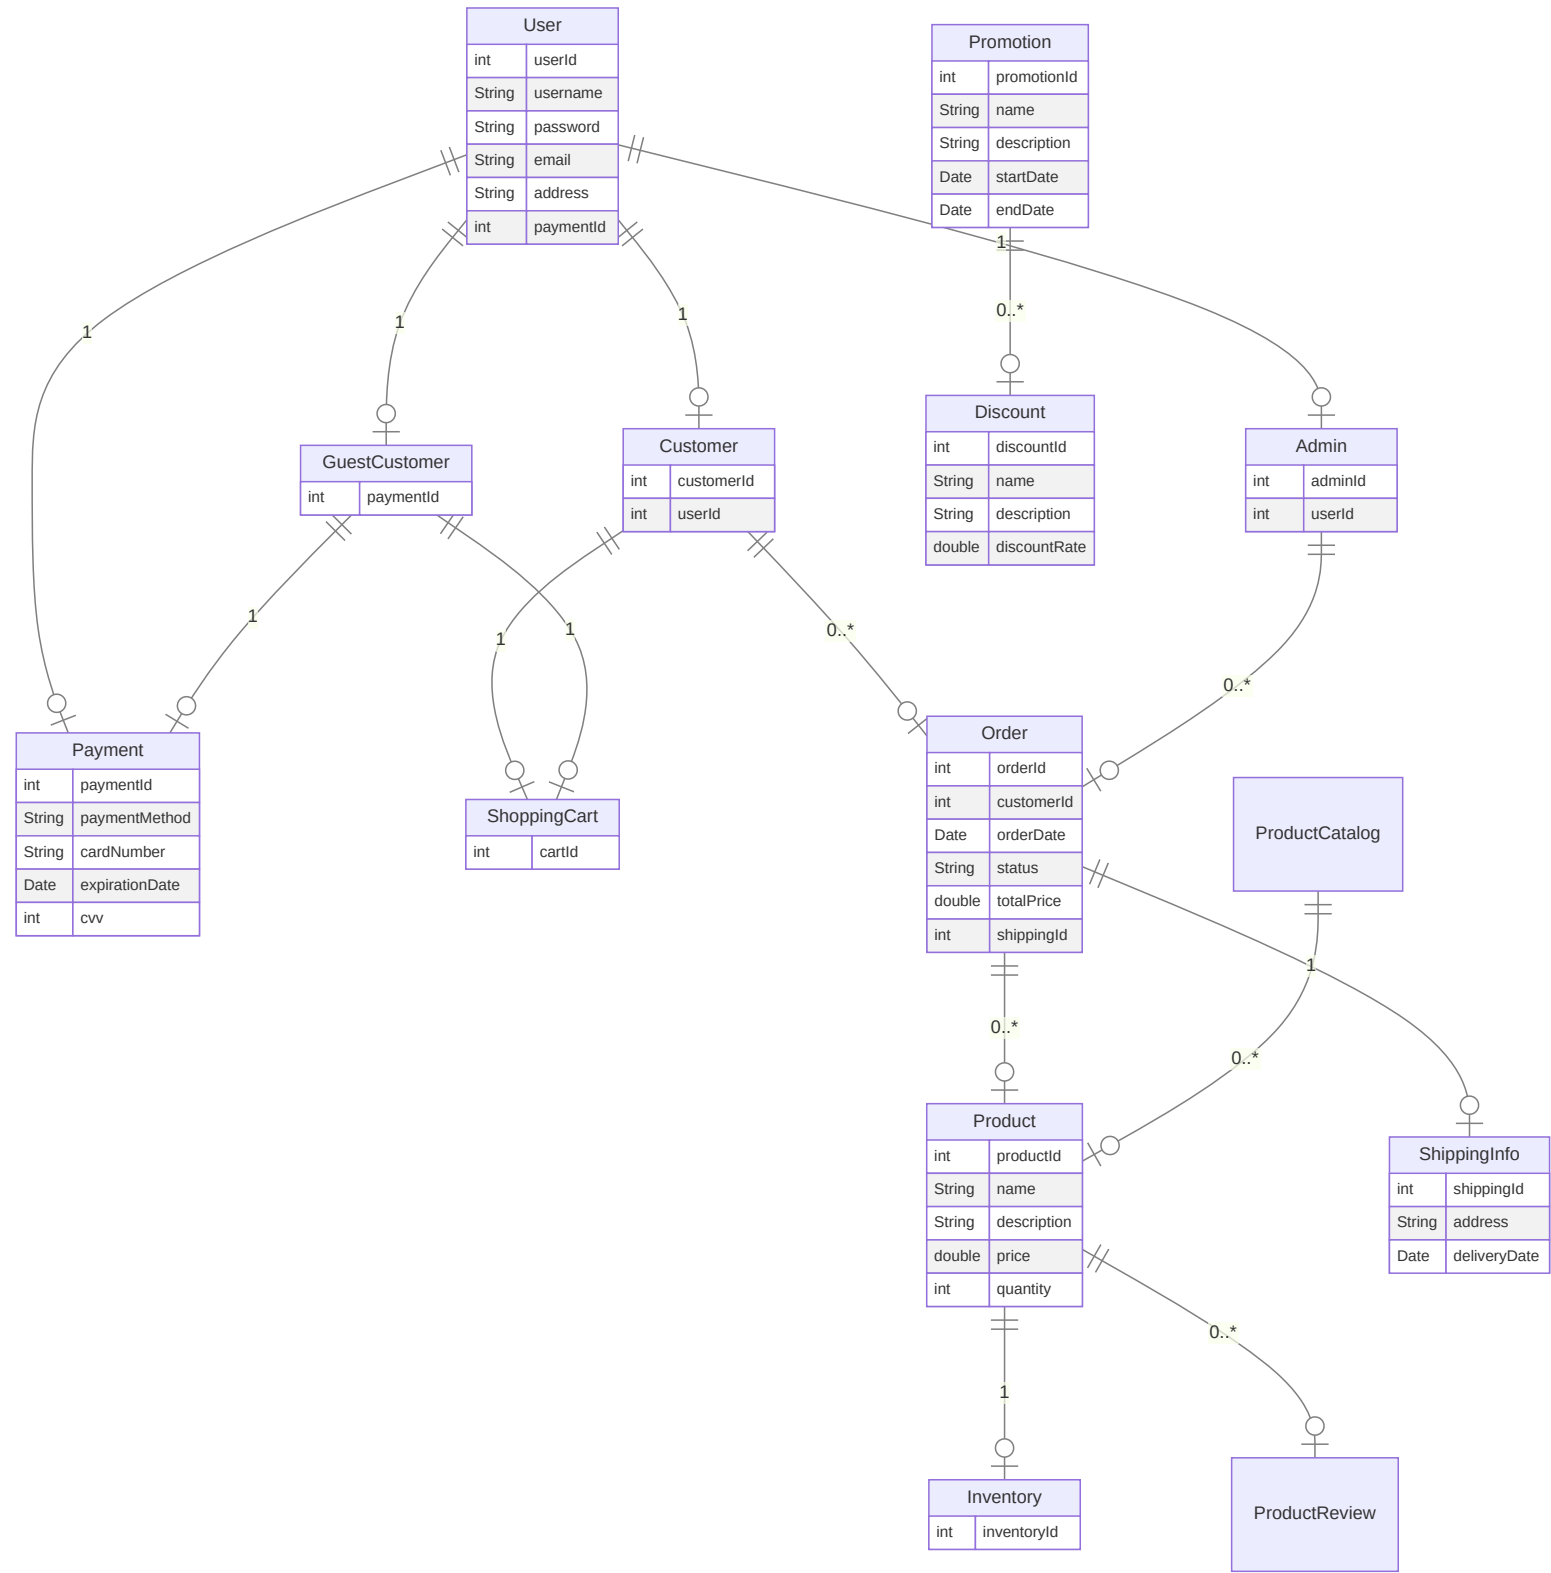 User
int userId
String username
String password
String email
String address
int paymentId
Promotion
int promotionId
String name
String description
Date startDate
Date endDate
1
0..*
1
1
1
Discount
int discountId
String name
String description
double discountRate
Customer
int customerId
int userId
Admin
int adminId
int userId
GuestCustomer
int paymentId
1
1
1
0..*
0..*
Payment
int paymentId
String paymentMethod
String cardNumber
Date expirationDate
int cvv
ShoppingCart
int cartId
Order
int orderId
int customerId
Date orderDate
String status
double totalPrice
int shippingId
ProductCatalog
1
0..*
0..*
Product
int productId
String name
String description
double price
int quantity
ShippingInfo
int shippingId
String address
Date deliveryDate
0..*
1
Inventory
int inventoryId
ProductReview